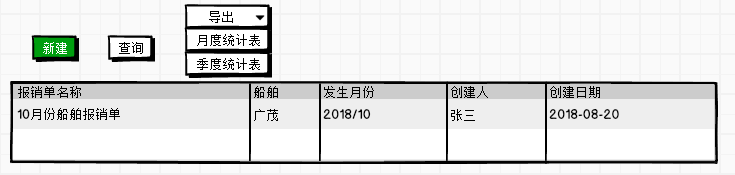 导出
新建 查询 月度统计表
季度统计表
报销单名称 船舶 发生月份 创建人 创建日期
10月份船舶报销单 广茂 2018/10 张三 2018-08-20